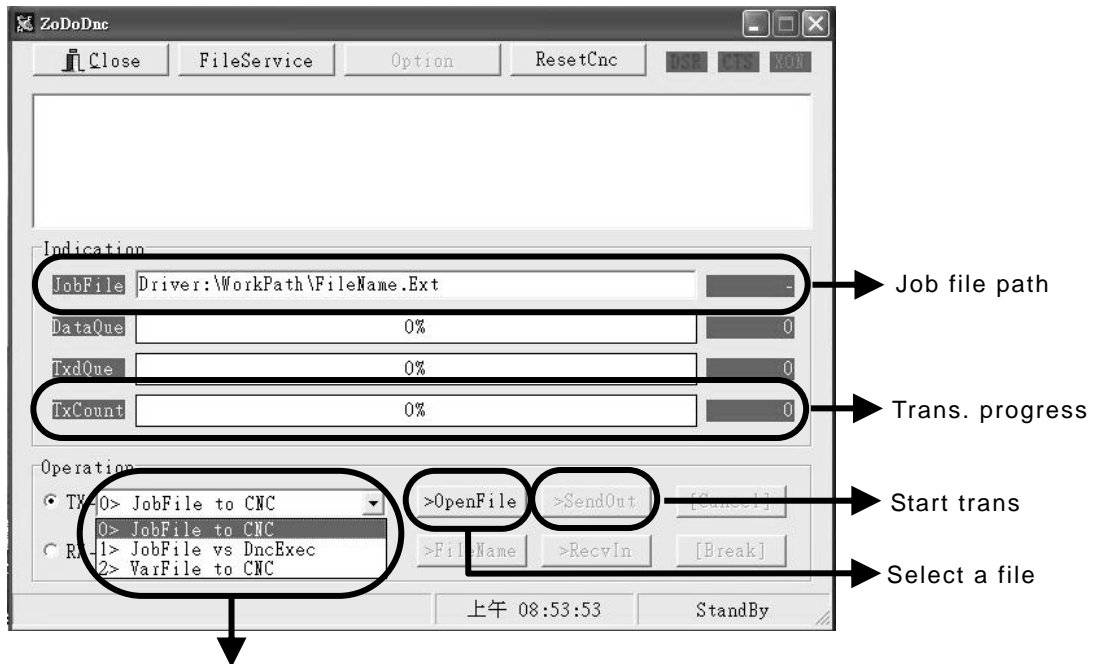 ZoDoDnc
Close FileService Option ResetCnc DSR CTS XON
Indication
JobFile Driver:\WorkPath\FileName.Ext -
Job file path
DataQue 0% 0
TxdQue 0% 0
TxCount 0% 0
Trans. progress
Operation
TX-0> JobFile to CNC >OpenFile >SendOut [Cancel]
Start trans
0> JobFile to CNC
1> JobFile vs DncExec
2> VarFile to CNC
>FileName >RecvIn [Break]
Select a file
上午 08:53:53 StandBy